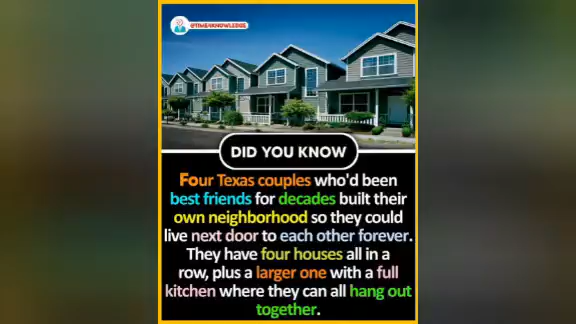 @TIME4KNOWLEDGE
DID YOU KNOW
Four Texas couples who'd been
best friends for decades built their
own neighborhood so they could
live next door to each other forever.
They have four houses all in a
row, plus a larger one with a full
kitchen where they can all hang out
together.